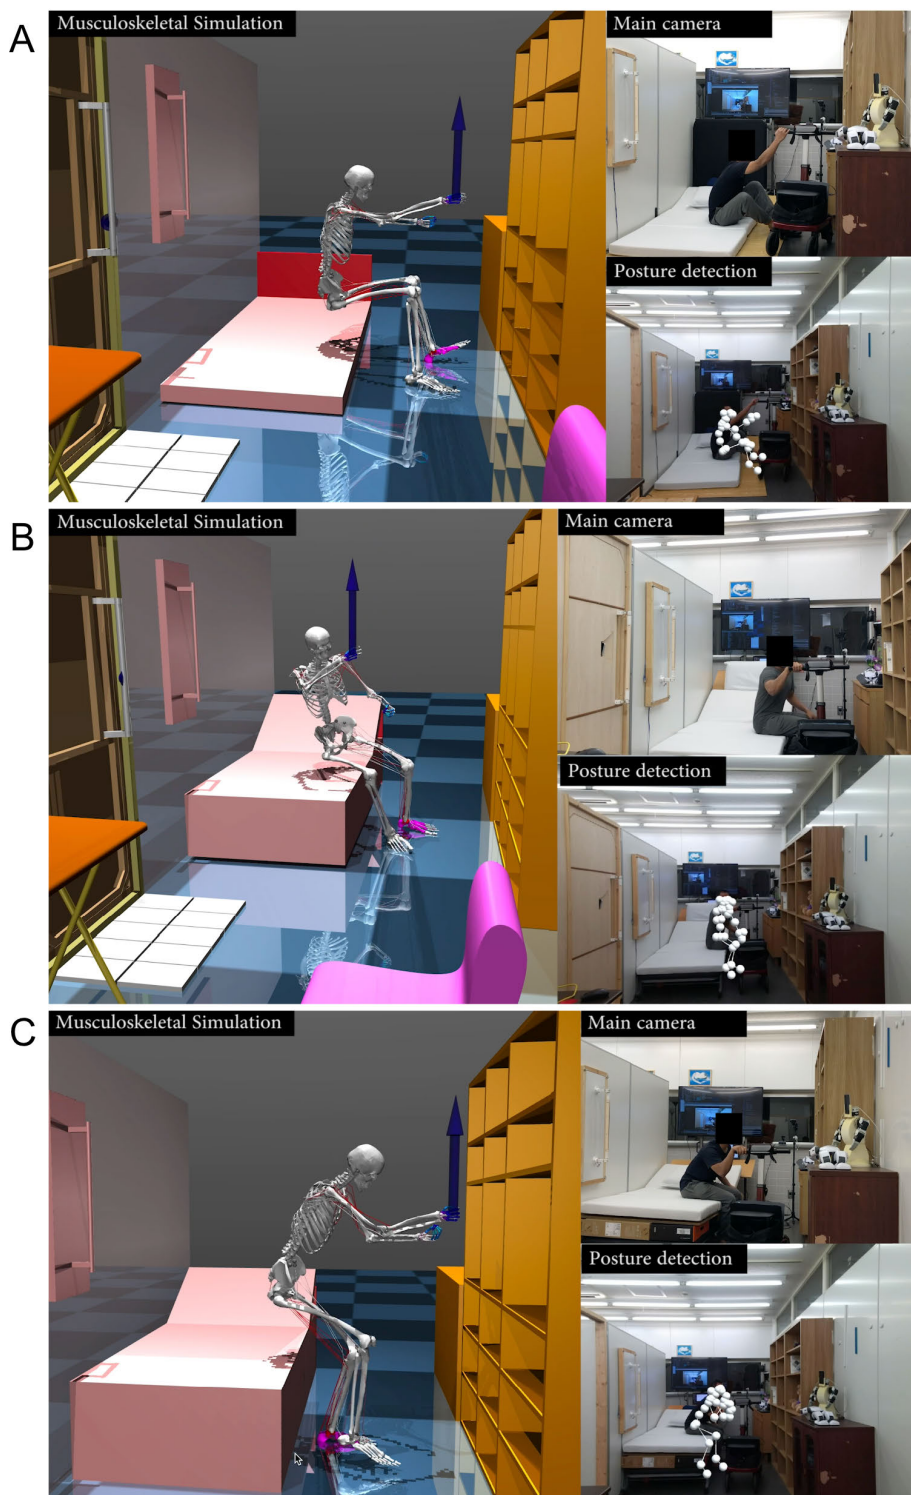 A
Musculoskeletal Simulation
Main camera
Posture detection
B
Musculoskeletal Simulation
Main camera
Posture detection
C
Musculoskeletal Simulation
Main camera
Posture detection